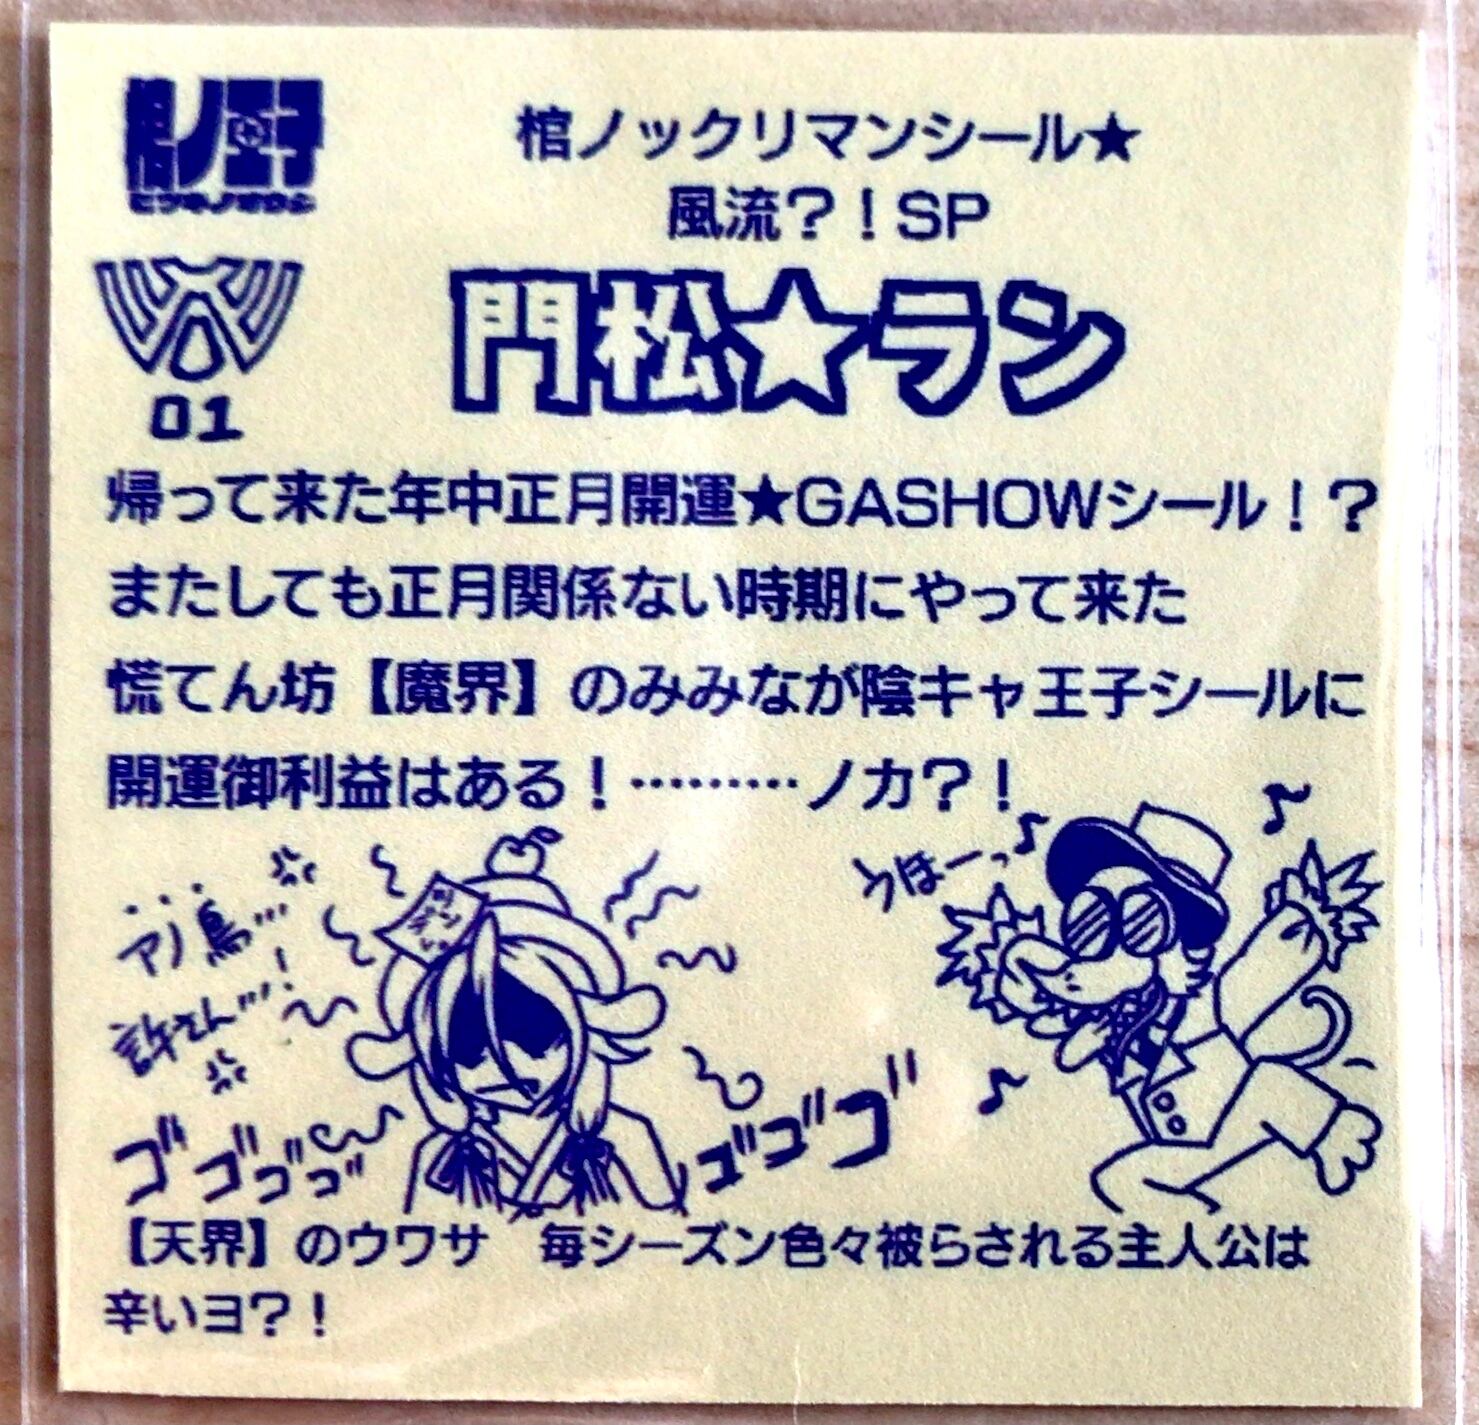 棺ノ王子
ヒツギノオウジ
棺ノックリマンシール★
風流？！SP
01
門松★ラン
帰って来た年中正月開運★GASHOWシール！？
またしても正月関係ない時期にやって来た
慌てん坊【魔界】のみみなが陰キャ王子シールに
開運御利益はある！………ノカ？！
うほーっ
アノ鳥…
許さん…！
ゴゴゴゴ
ゴゴゴ
【天界】のウワサ　毎シーズン色々被らされる主人公は
辛いヨ？！